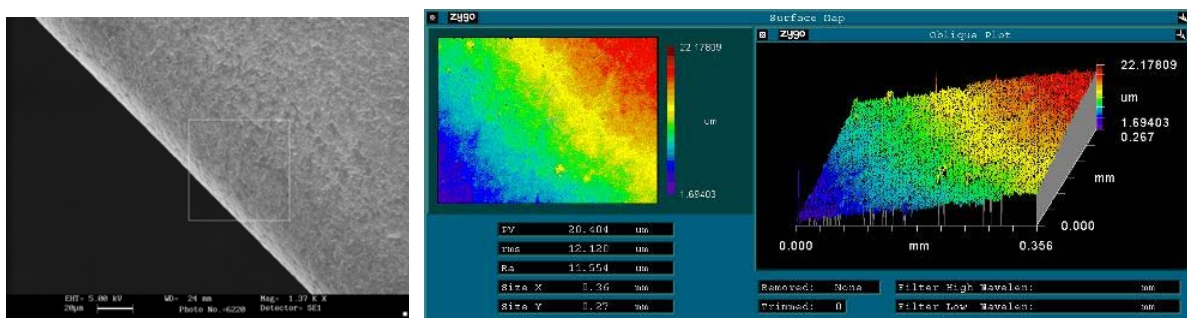 EHT= 5.00 kV WD= 24 mm Mag= 1.37 K X
20µm Photo No.=6220 Detector= SE1
zygo Surface Map
22.17809
um
1.69403
PV 20.484 um
rms 12.120 um
Ra 11.554 um
Size X 0.36 mm
Size Y 0.27 mm
zygo Oblique Plot
22.17809
um
1.69403
0.267
mm
0.000
0.000 mm 0.356
Removed: None
Trimmed: 0
Filter High Wavelen: mm
Filter Low Wavelen: mm